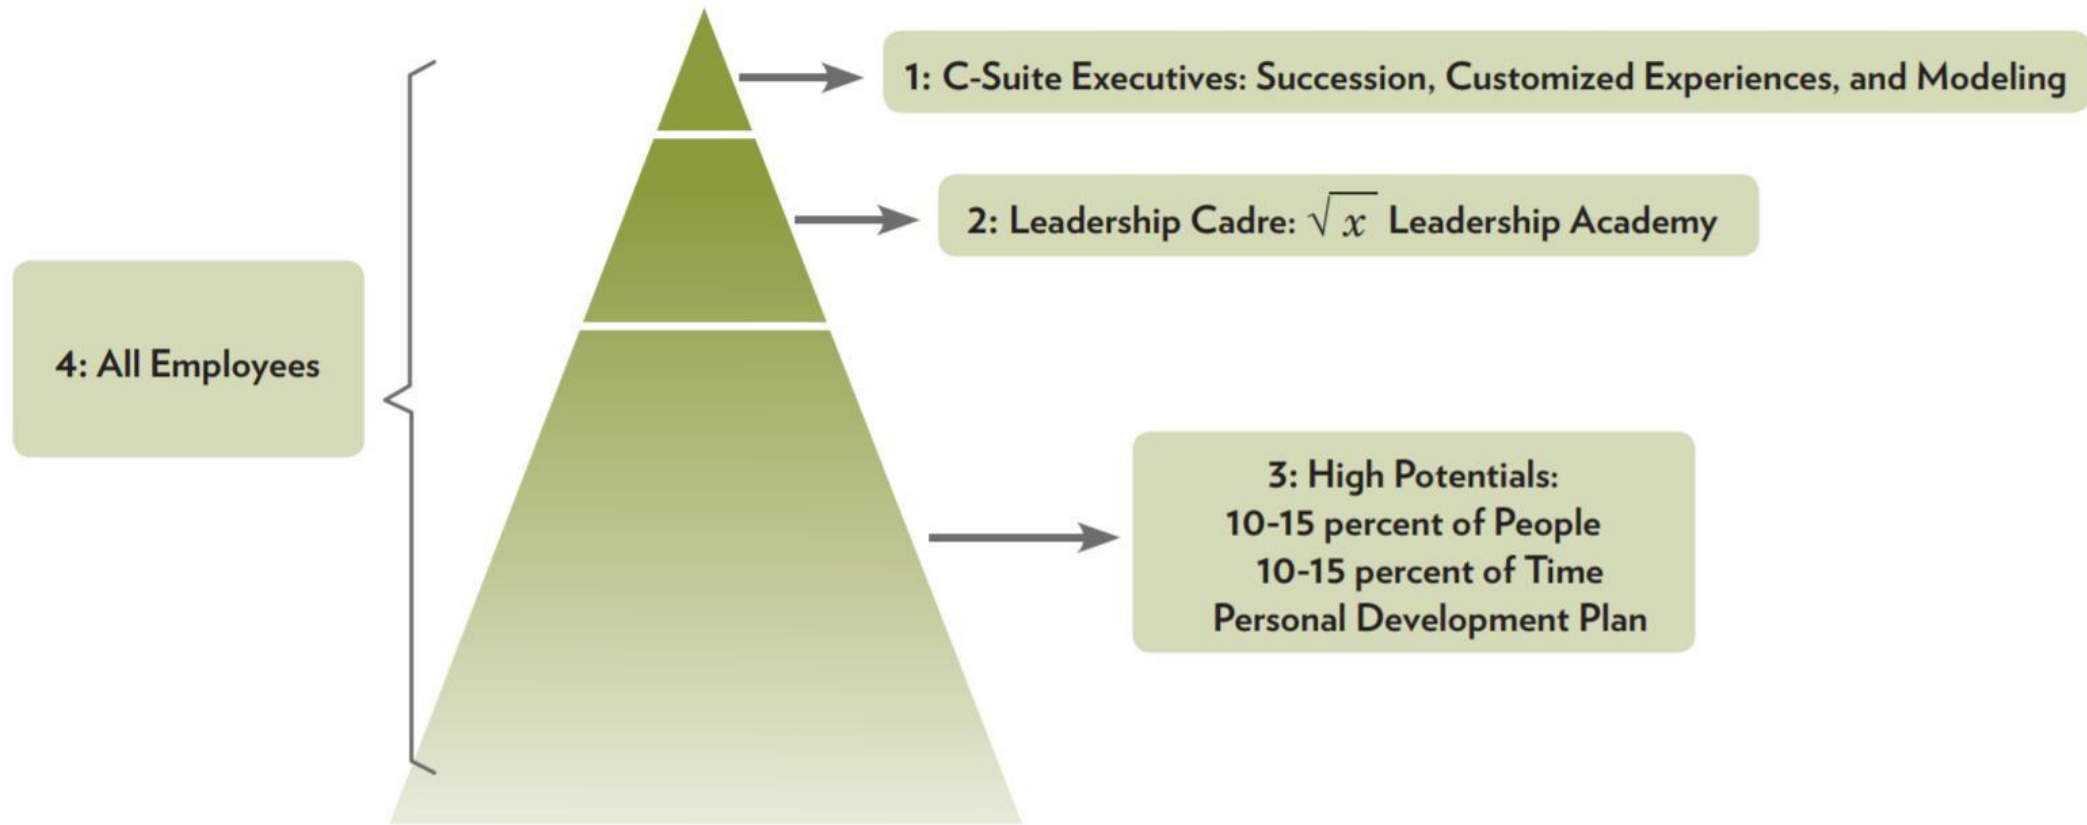 1: C-Suite Executives: Succession, Customized Experiences, and Modeling
2: Leadership Cadre: √x Leadership Academy
4: All Employees
3: High Potentials:
10-15 percent of People
10-15 percent of Time
Personal Development Plan